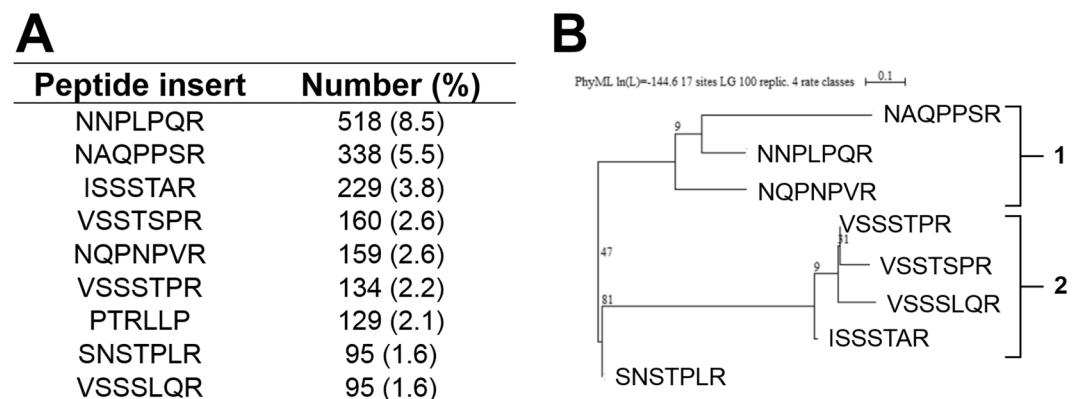 A
Peptide insert Number (%)
NNPLPQR 518 (8.5)
NAQPPSR 338 (5.5)
ISSSTAR 229 (3.8)
VSSTSPR 160 (2.6)
NQPNPVR 159 (2.6)
VSSSTPR 134 (2.2)
PTRLLP 129 (2.1)
SNSTPLR 95 (1.6)
VSSSLQR 95 (1.6)
B
PhyML ln(L)=-144.6 17 sites LG 100 replic. 4 rate classes 0.1
NAQPPSR
9
NNPLPQR
1
NQPNPVR
VSSSTPR
31
47
VSSTSPR
9
2
81
VSSSLQR
ISSSTAR
SNSTPLR